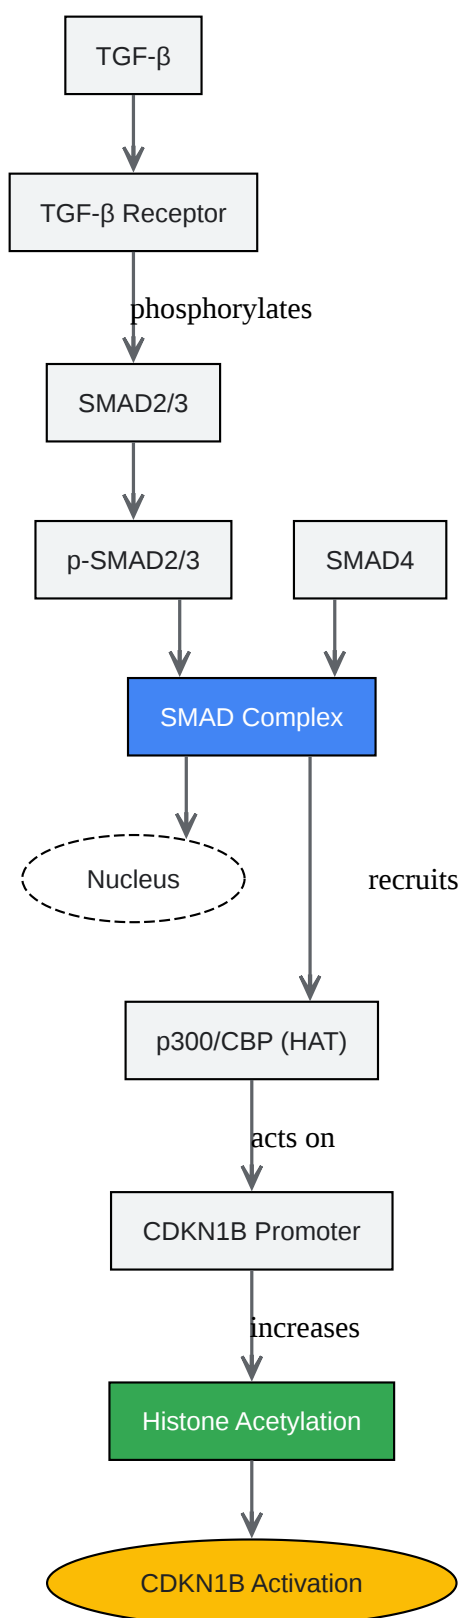 TGF-β
TGF-β Receptor
phosphorylates
SMAD2/3
p-SMAD2/3
SMAD4
SMAD Complex
Nucleus
recruits
p300/CBP (HAT)
acts on
CDKN1B Promoter
increases
Histone Acetylation
CDKN1B Activation